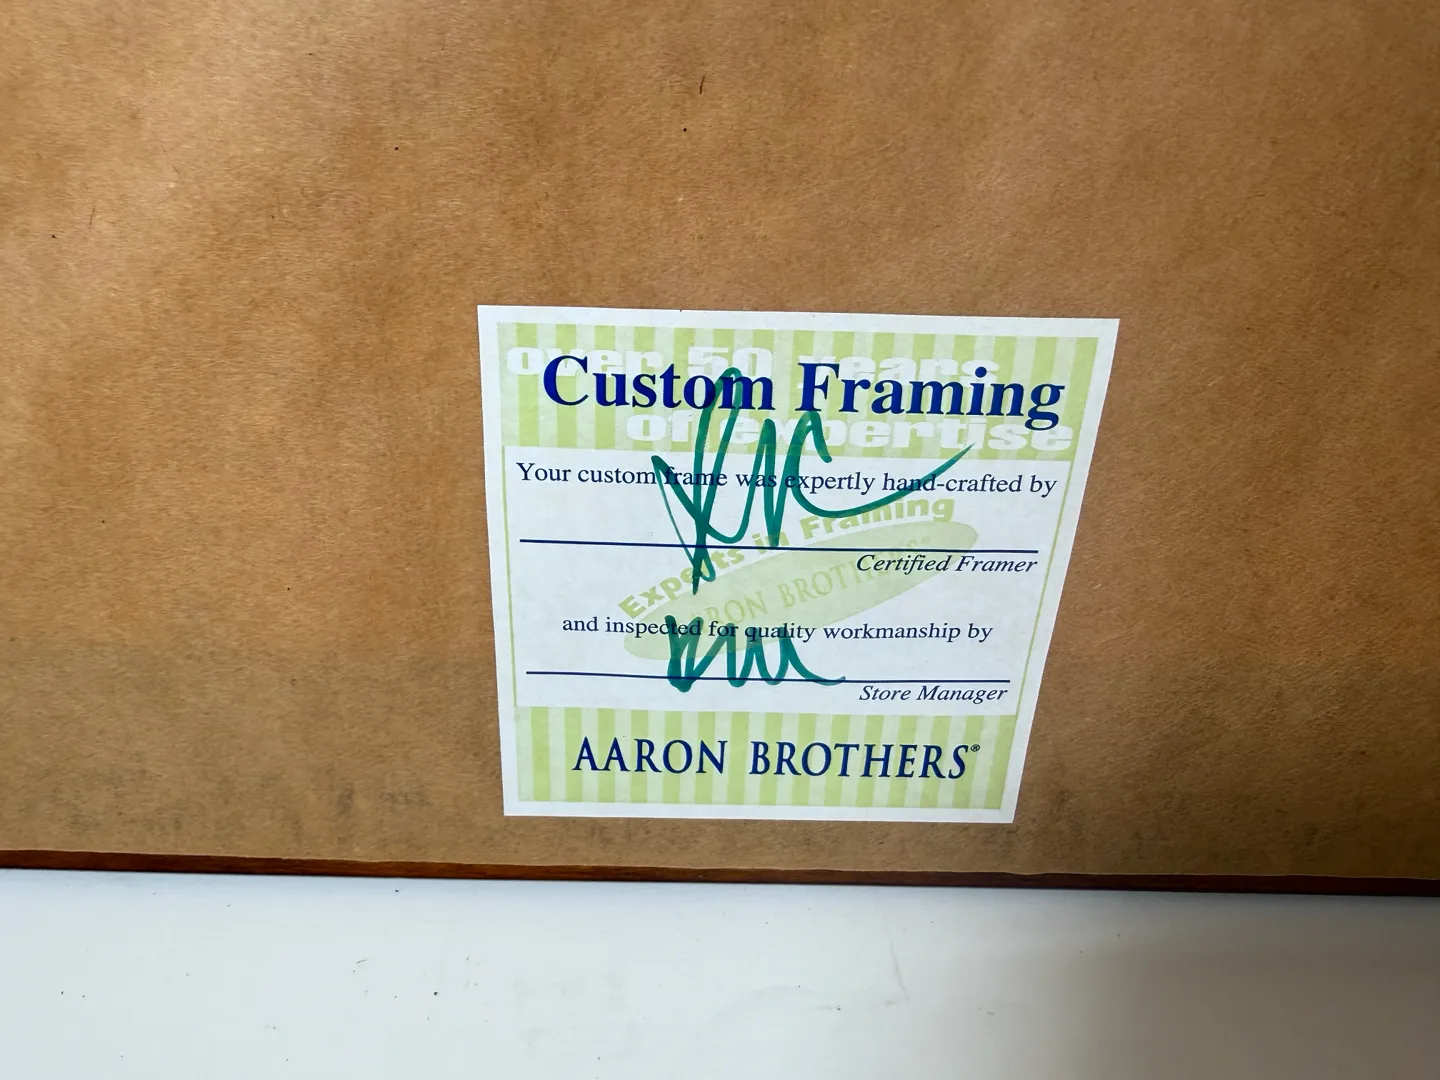 over 50 years
Custom Framing
of expertise
Your custom frame was expertly hand-crafted by
Experts in Framing
AARON BROTHERS
Certified Framer
and inspected for quality workmanship by
Store Manager
AARON BROTHERS®